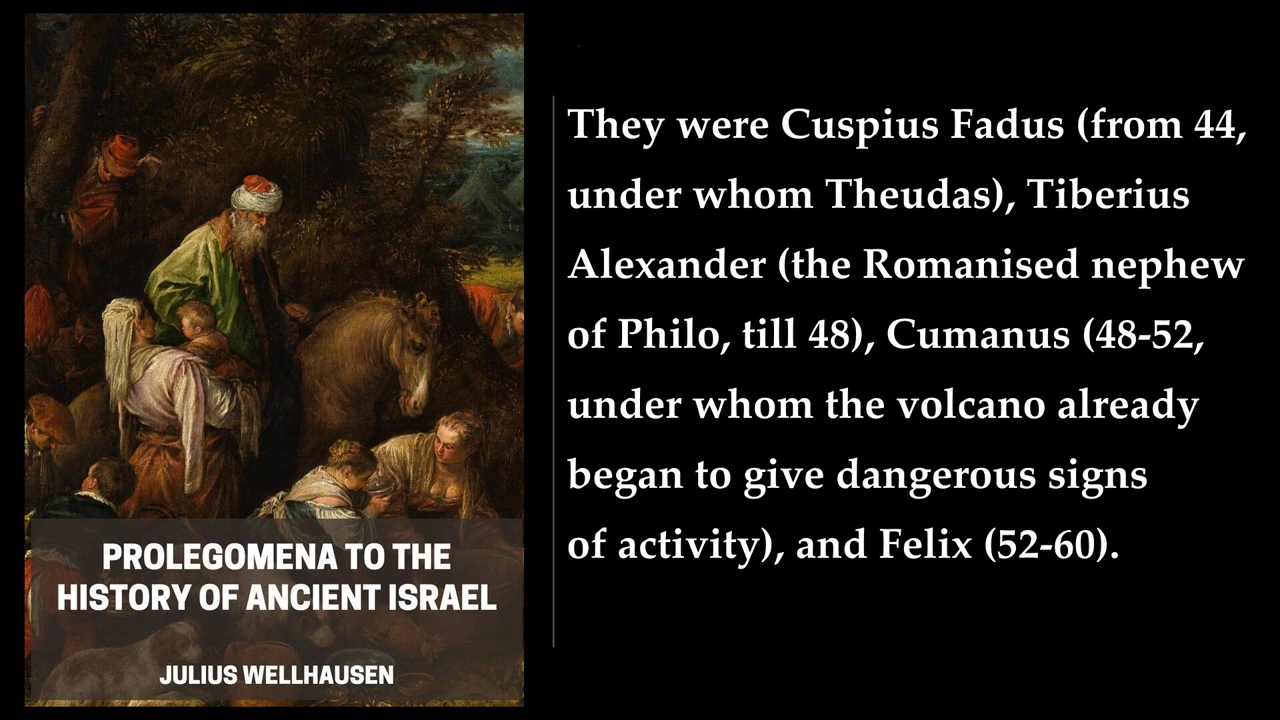 PROLEGOMENA TO THE
HISTORY OF ANCIENT ISRAEL
JULIUS WELLHAUSEN
They were Cuspius Fadus (from 44,
under whom Theudas), Tiberius
Alexander (the Romanised nephew
of Philo, till 48), Cumanus (48-52,
under whom the volcano already
began to give dangerous signs
of activity), and Felix (52-60).